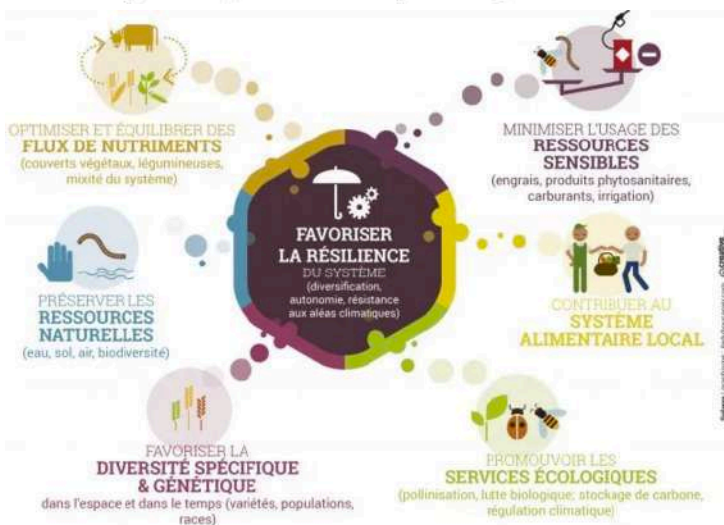 OPTIMISER ET ÉQUILIBRER DES
FLUX DE NUTRIMENTS
(couverts végétaux, légumineuses,
mixité du système)
MINIMISER L'USAGE DES
RESSOURCES
SENSIBLES
(engrais, produits phytosanitaires,
carburants, irrigation)
FAVORISER
LA RÉSILIENCE
DU SYSTÈME
(diversification,
autonomie, résistance
aux aléas climatiques)
PRÉSERVER LES
RESSOURCES
NATURELLES
(eau, sol, air, biodiversité)
CONTRIBUER AU
SYSTÈME
ALIMENTAIRE LOCAL
FAVORISER LA
DIVERSITÉ SPÉCIFIQUE
& GÉNÉTIQUE
dans l'espace et dans le temps (variétés, populations,
races)
PROMOUVOIR LES
SERVICES ÉCOLOGIQUES
(pollinisation, lutte biologique; stockage de carbone,
régulation climatique)